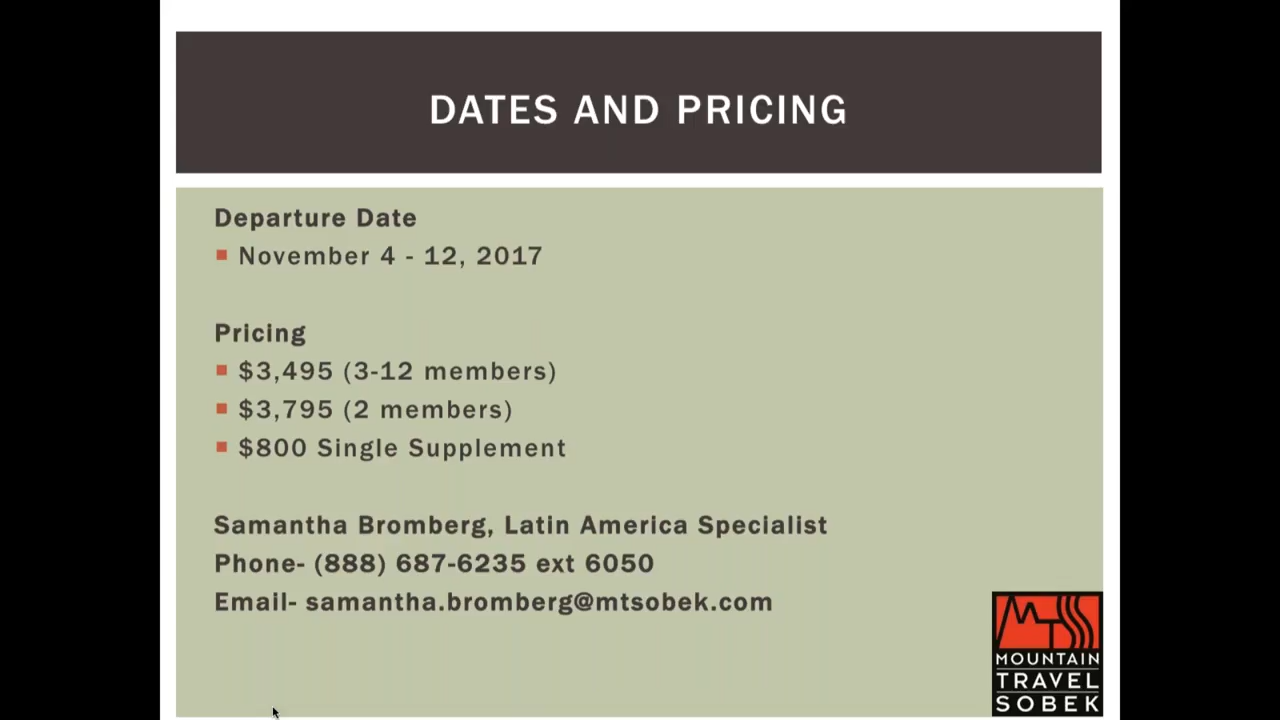 DATES AND PRICING
Departure Date
November 4 - 12, 2017
Pricing
$3,495 (3-12 members)
$3,795 (2 members)
$800 Single Supplement
Samantha Bromberg, Latin America Specialist
Phone- (888) 687-6235 ext 6050
Email- samantha.bromberg@mtsobek.com
MTS
MOUNTAIN
TRAVEL
SOBEK